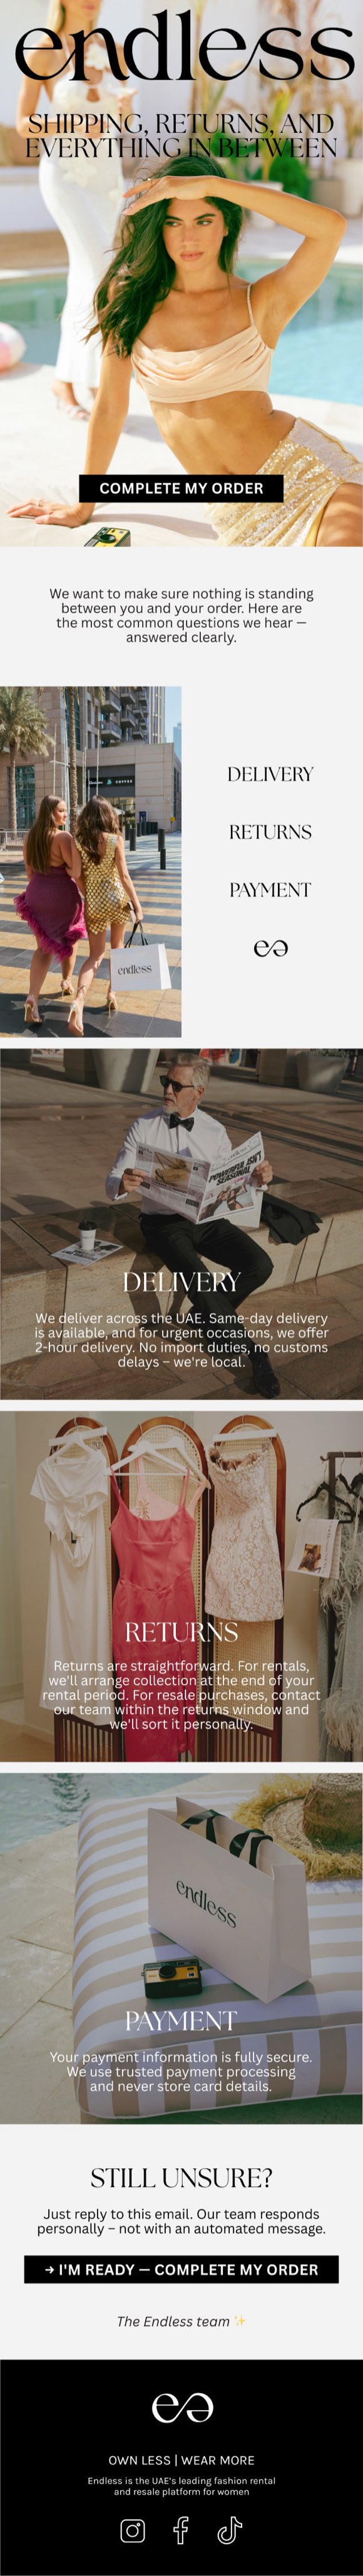 endless
SHIPPING, RETURNS, AND
EVERYTHING IN BETWEEN
COMPLETE MY ORDER
We want to make sure nothing is standing
between you and your order. Here are
the most common questions we hear —
answered clearly.
COFFEE
endless
DELIVERY
RETURNS
PAYMENT
POWERFUL ISN'T
SEASONAL
DELIVERY
We deliver across the UAE. Same-day delivery
is available, and for urgent occasions, we offer
2-hour delivery. No import duties, no customs
delays – we're local.
RETURNS
Returns are straightforward. For rentals,
we'll arrange collection at the end of your
rental period. For resale purchases, contact
our team within the returns window and
we'll sort it personally.
endless
PAYMENT
Your payment information is fully secure.
We use trusted payment processing
and never store card details.
STILL UNSURE?
Just reply to this email. Our team responds
personally – not with an automated message.
→ I'M READY — COMPLETE MY ORDER
The Endless team ✨
OWN LESS | WEAR MORE
Endless is the UAE's leading fashion rental
and resale platform for women